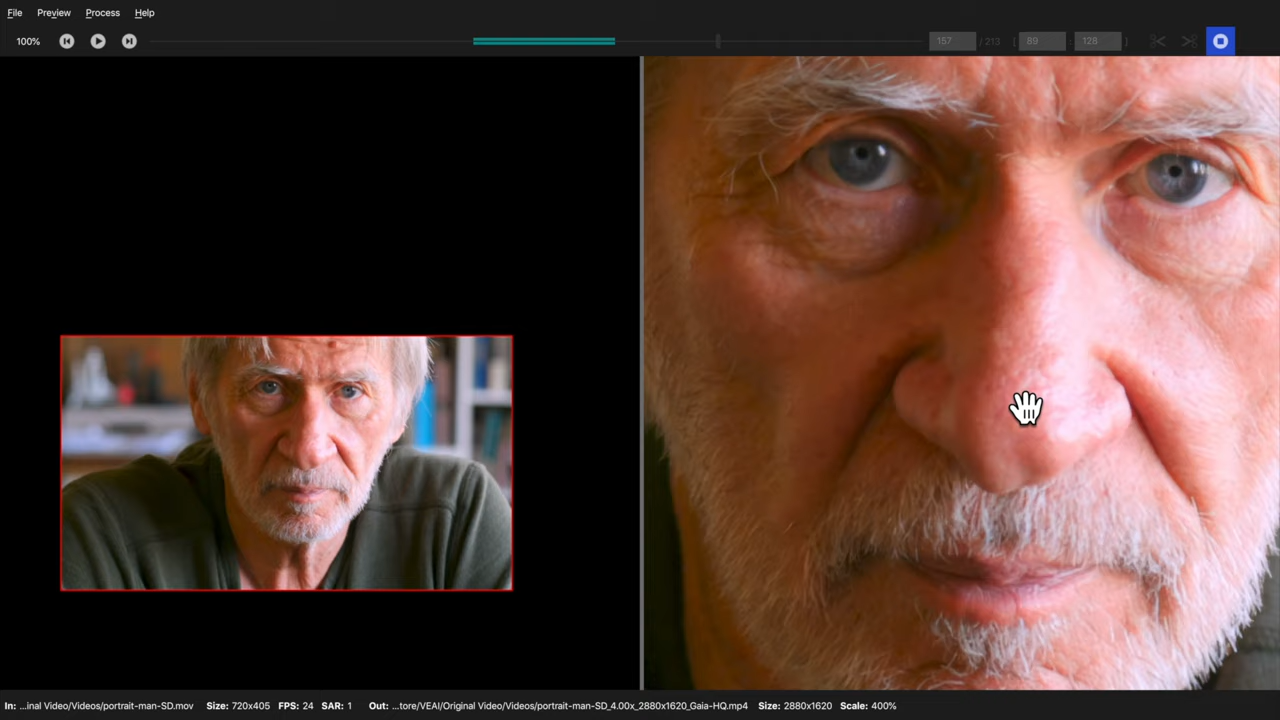 File Preview Process Help
100% 157 / 213 [ 89 : 128 ]
In: ...inal Video/Videos/portrait-man-SD.mov Size: 720x405 FPS: 24 SAR: 1 Out: ...tore/VEAI/Original Video/Videos/portrait-man-SD_4.00x_2880x1620_Gaia-HQ.mp4 Size: 2880x1620 Scale: 400%